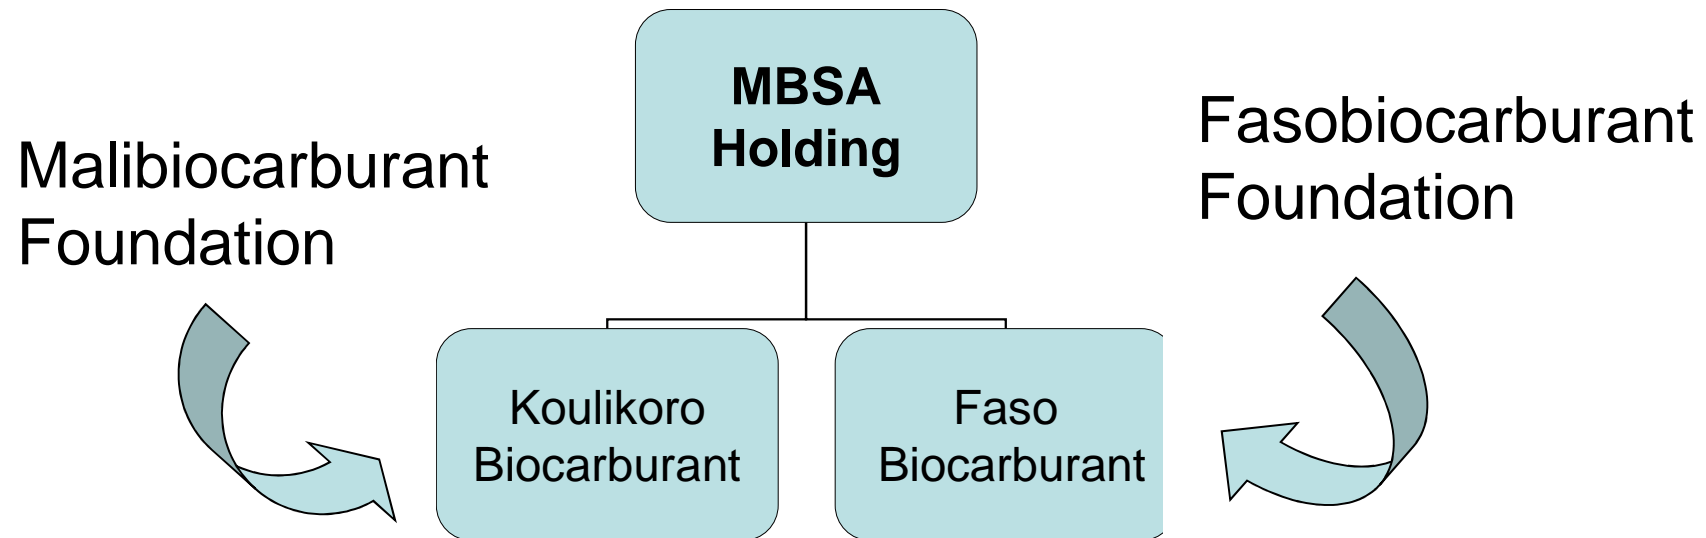 MBSA
Holding
Malibiocarburant
Foundation
Fasobiocarburant
Foundation
Koulikoro
Biocarburant
Faso
Biocarburant